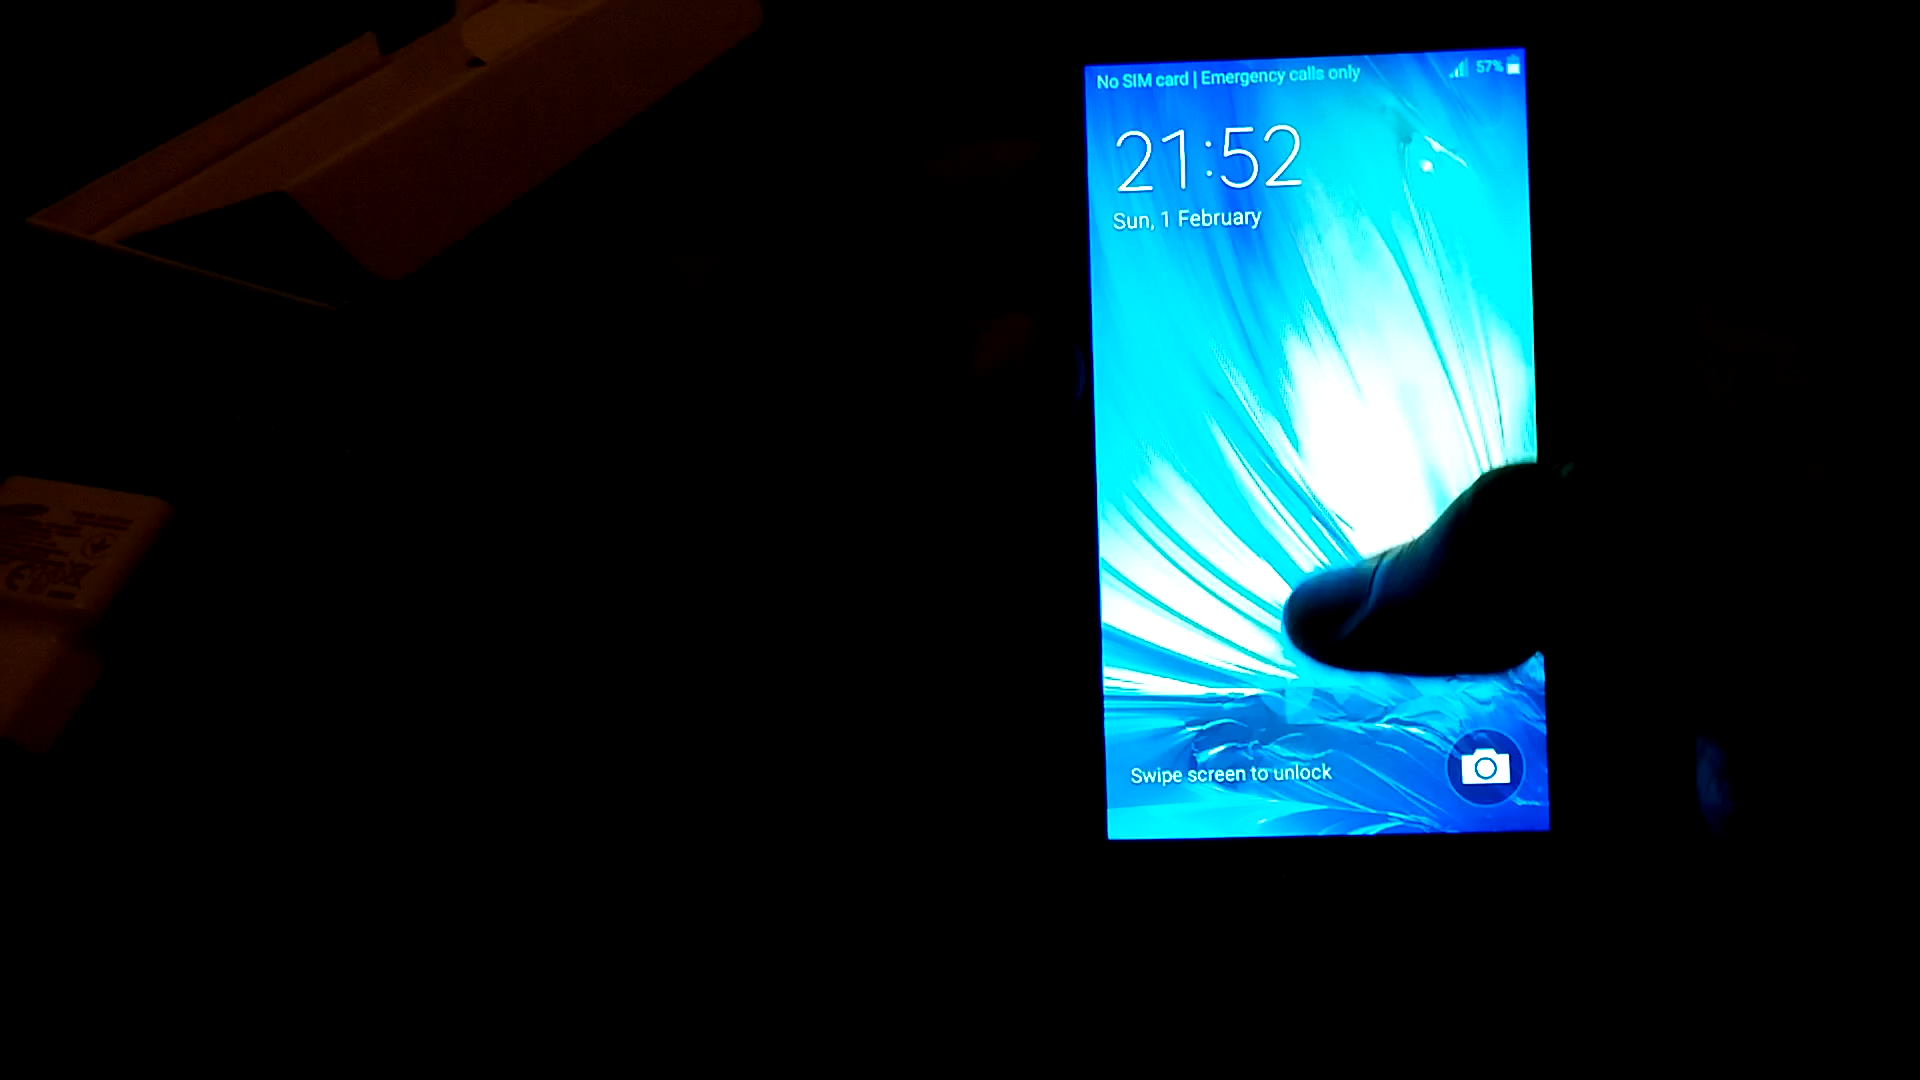 No SIM card | Emergency calls only 57%
21:52
Sun, 1 February
Swipe screen to unlock